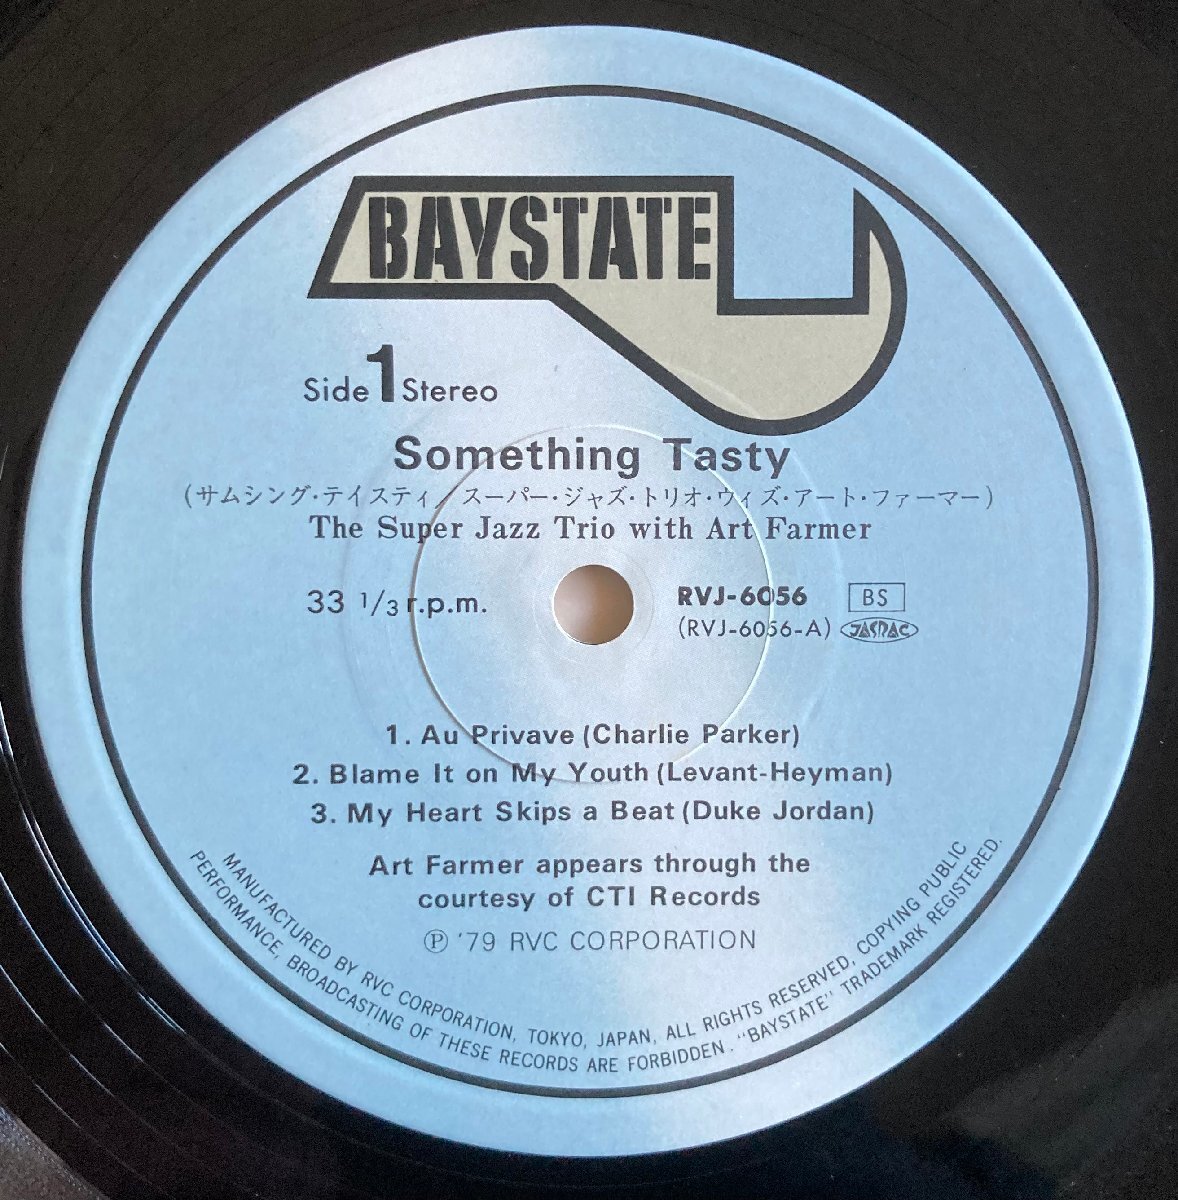 BAYSTATE
Side 1 Stereo
Something Tasty
(サムシング・テイスティ／スーパー・ジャズ・トリオ・ウィズ・アート・ファーマー)
The Super Jazz Trio with Art Farmer
33 1/3 r.p.m.
RVJ-6056 BS
(RVJ-6056-A) JASRAC
1. Au Privave (Charlie Parker)
2. Blame It on My Youth (Levant-Heyman)
3. My Heart Skips a Beat (Duke Jordan)
Art Farmer appears through the
courtesy of CTI Records
Ⓟ '79 RVC CORPORATION
MANUFACTURED BY RVC CORPORATION, TOKYO, JAPAN, ALL RIGHTS RESERVED, COPYING PUBLIC
PERFORMANCE, BROADCASTING OF THESE RECORDS ARE FORBIDDEN. "BAYSTATE" TRADEMARK REGISTERED.